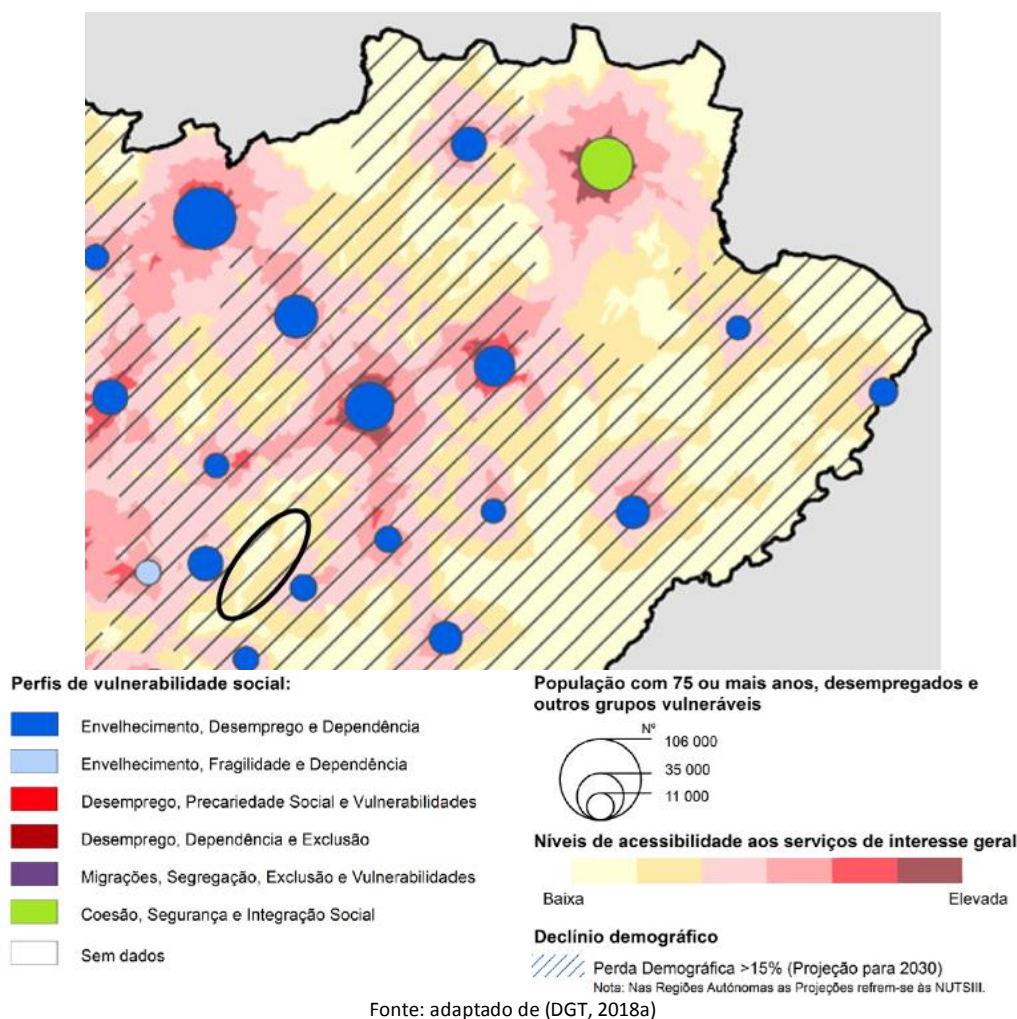 Perfis de vulnerabilidade social:
Envelhecimento, Desemprego e Dependência
Envelhecimento, Fragilidade e Dependência
Desemprego, Precariedade Social e Vulnerabilidades
Desemprego, Dependência e Exclusão
Migrações, Segregação, Exclusão e Vulnerabilidades
Coesão, Segurança e Integração Social
Sem dados
População com 75 ou mais anos, desempregados e
outros grupos vulneráveis
Nº
106 000
35 000
11 000
Níveis de acessibilidade aos serviços de interesse geral
Baixa Elevada
Declínio demográfico
Perda Demográfica >15% (Projeção para 2030)
Nota: Nas Regiões Autónomas as Projeções refrem-se às NUTSIII.
Fonte: adaptado de (DGT, 2018a)